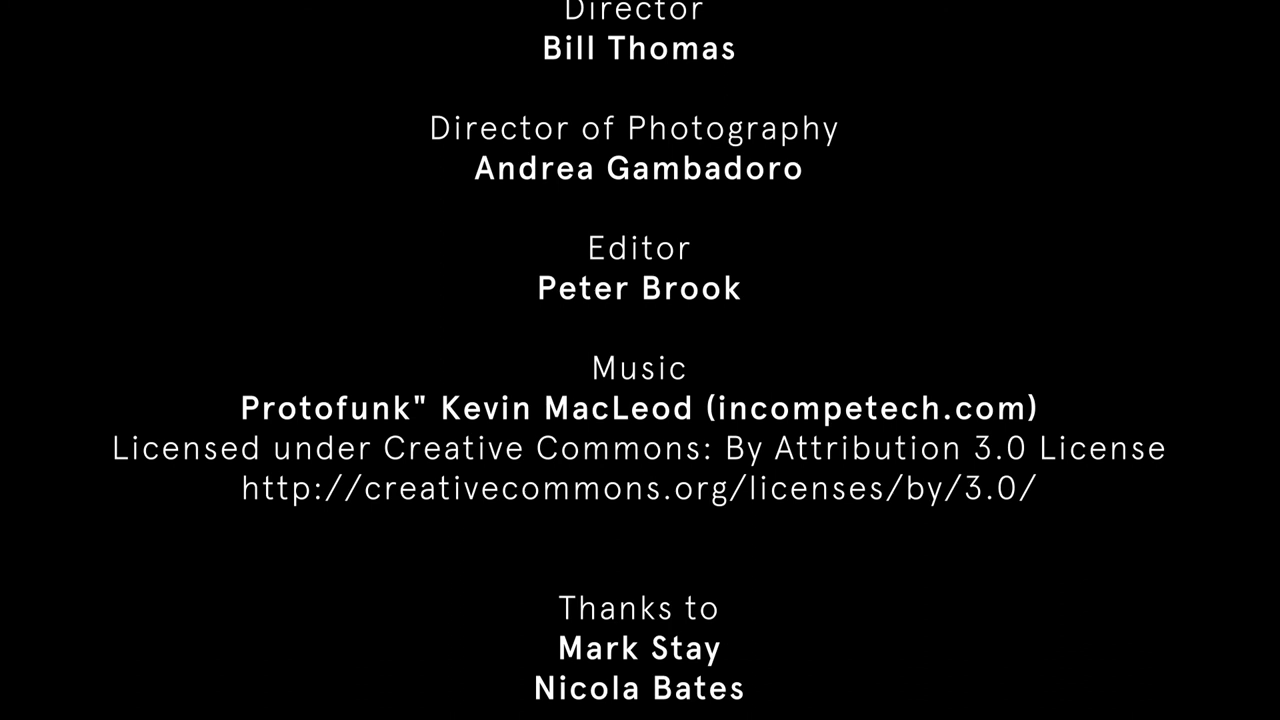 Director
Bill Thomas
Director of Photography
Andrea Gambadoro
Editor
Peter Brook
Music
Protofunk" Kevin MacLeod (incompetech.com)
Licensed under Creative Commons: By Attribution 3.0 License
http://creativecommons.org/licenses/by/3.0/
Thanks to
Mark Stay
Nicola Bates